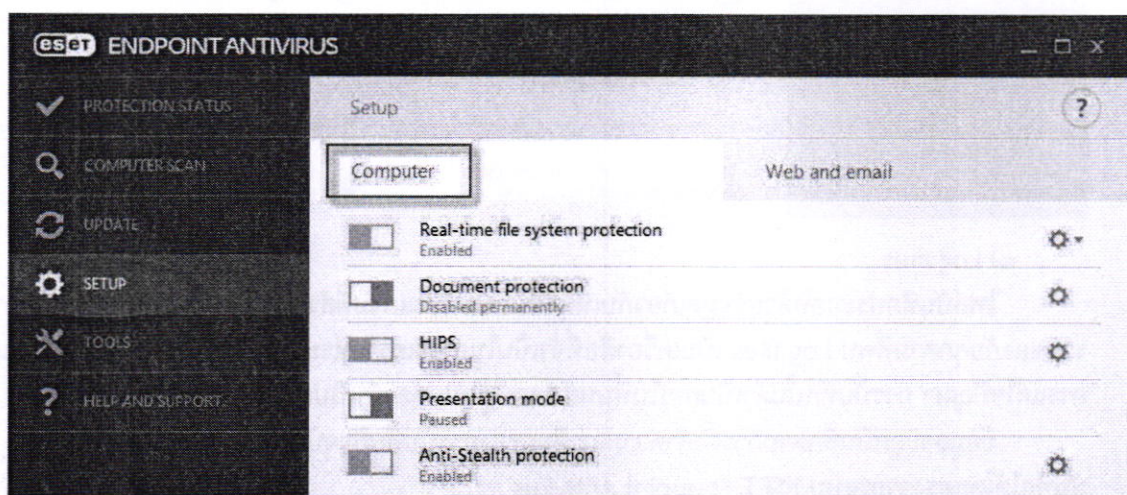 eset ENDPOINT ANTIVIRUS
PROTECTION STATUS
COMPUTER SCAN
UPDATE
SETUP
TOOLS
HELP AND SUPPORT
Setup
?
Computer
Web and email
Real-time file system protection
Enabled
Document protection
Disabled permanently
HIPS
Enabled
Presentation mode
Paused
Anti-Stealth protection
Enabled